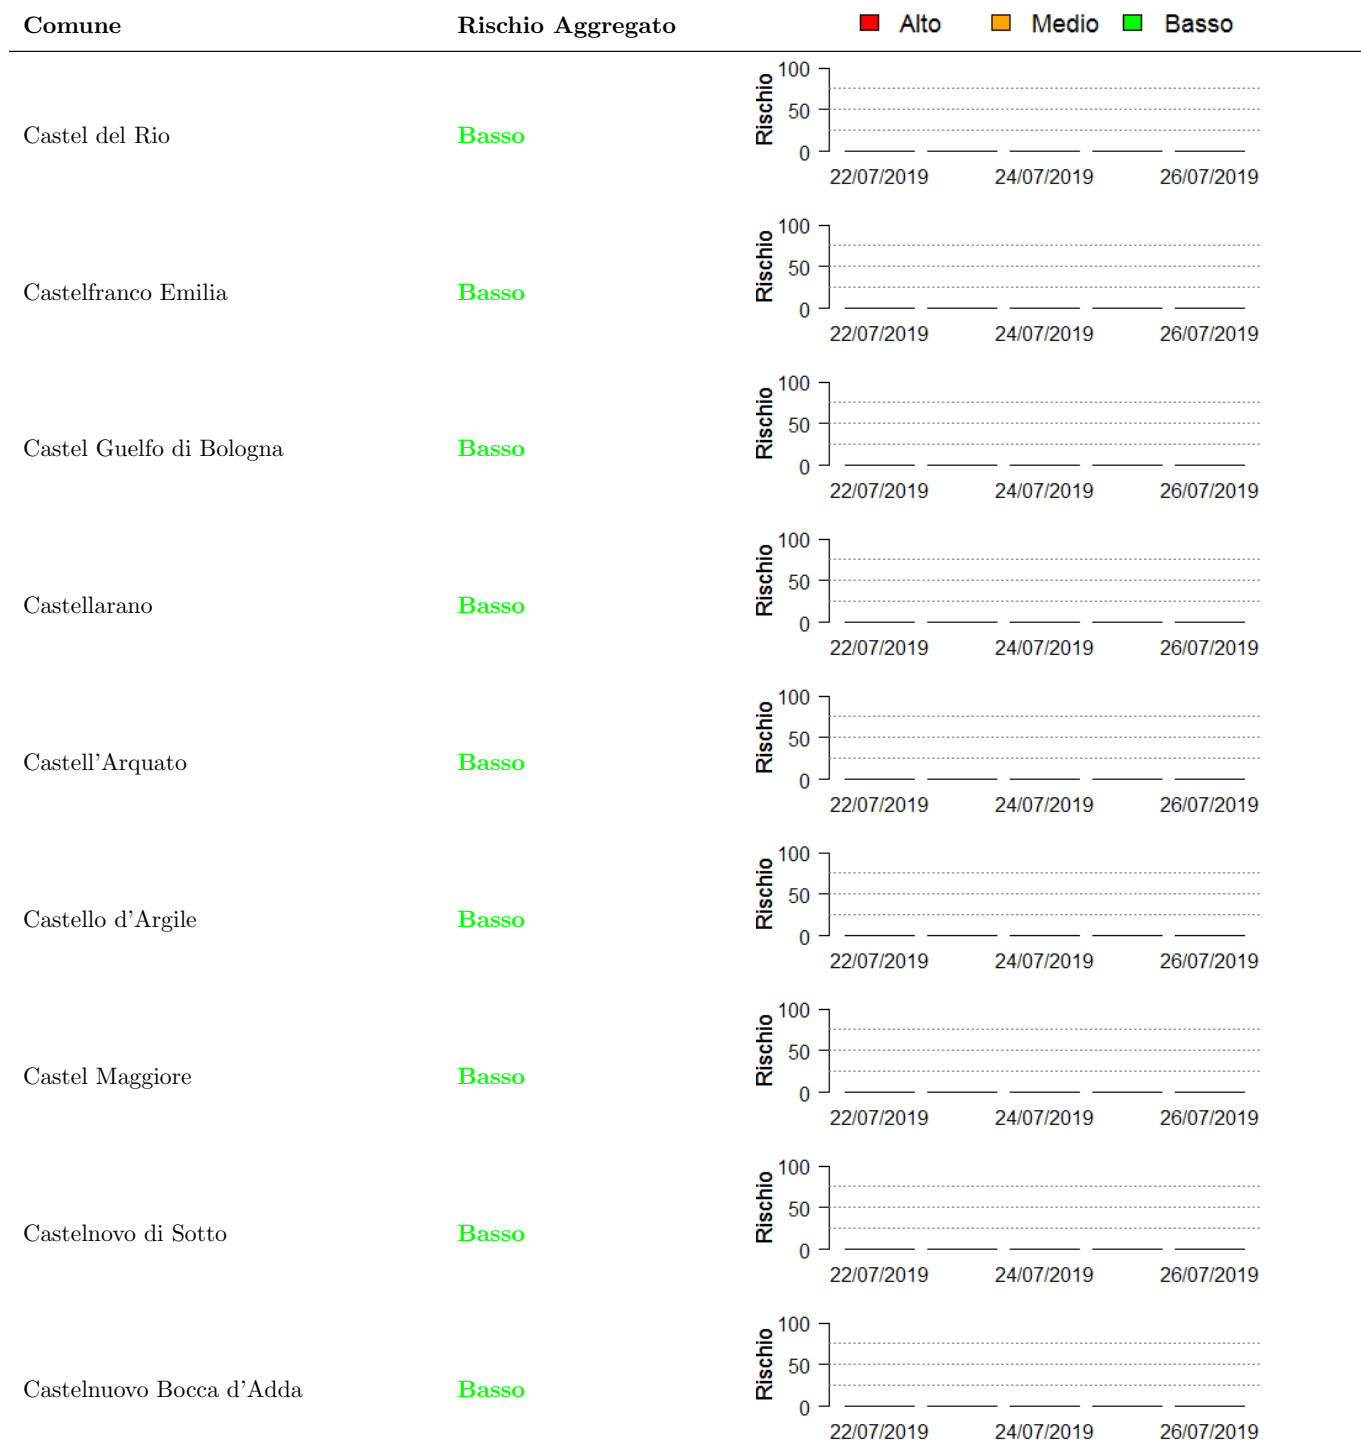 Comune Rischio Aggregato Alto Medio Basso
100
50
0
Rischio
Castel del Rio Basso
22/07/2019 24/07/2019 26/07/2019
100
50
0
Rischio
Castelfranco Emilia Basso
22/07/2019 24/07/2019 26/07/2019
100
50
0
Rischio
Castel Guelfo di Bologna Basso
22/07/2019 24/07/2019 26/07/2019
100
50
0
Rischio
Castellarano Basso
22/07/2019 24/07/2019 26/07/2019
100
50
0
Rischio
Castell'Arquato Basso
22/07/2019 24/07/2019 26/07/2019
100
50
0
Rischio
Castello d'Argile Basso
22/07/2019 24/07/2019 26/07/2019
100
50
0
Rischio
Castel Maggiore Basso
22/07/2019 24/07/2019 26/07/2019
100
50
0
Rischio
Castelnovo di Sotto Basso
22/07/2019 24/07/2019 26/07/2019
100
50
0
Rischio
Castelnuovo Bocca d'Adda Basso
22/07/2019 24/07/2019 26/07/2019